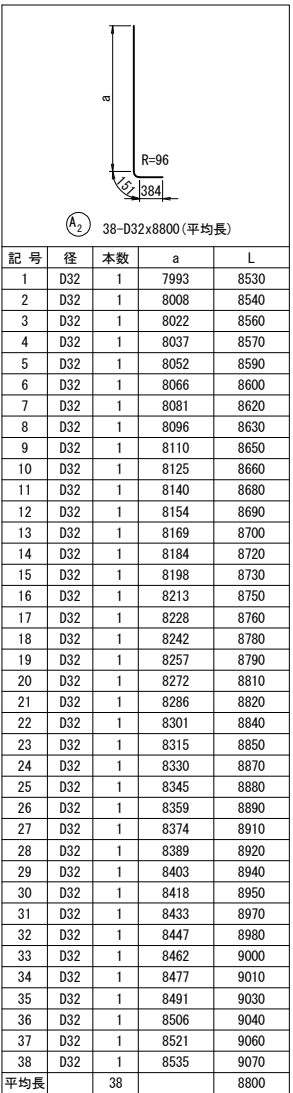 a
R=96
151
384
A2 38-D32x8800(平均長)
記 号 径 本数 a L
1 D32 1 7993 8530
2 D32 1 8008 8540
3 D32 1 8022 8560
4 D32 1 8037 8570
5 D32 1 8052 8590
6 D32 1 8066 8600
7 D32 1 8081 8620
8 D32 1 8096 8630
9 D32 1 8110 8650
10 D32 1 8125 8660
11 D32 1 8140 8680
12 D32 1 8154 8690
13 D32 1 8169 8700
14 D32 1 8184 8720
15 D32 1 8198 8730
16 D32 1 8213 8750
17 D32 1 8228 8760
18 D32 1 8242 8780
19 D32 1 8257 8790
20 D32 1 8272 8810
21 D32 1 8286 8820
22 D32 1 8301 8840
23 D32 1 8315 8850
24 D32 1 8330 8870
25 D32 1 8345 8880
26 D32 1 8359 8890
27 D32 1 8374 8910
28 D32 1 8389 8920
29 D32 1 8403 8940
30 D32 1 8418 8950
31 D32 1 8433 8970
32 D32 1 8447 8980
33 D32 1 8462 9000
34 D32 1 8477 9010
35 D32 1 8491 9030
36 D32 1 8506 9040
37 D32 1 8521 9060
38 D32 1 8535 9070
平均長 38 8800